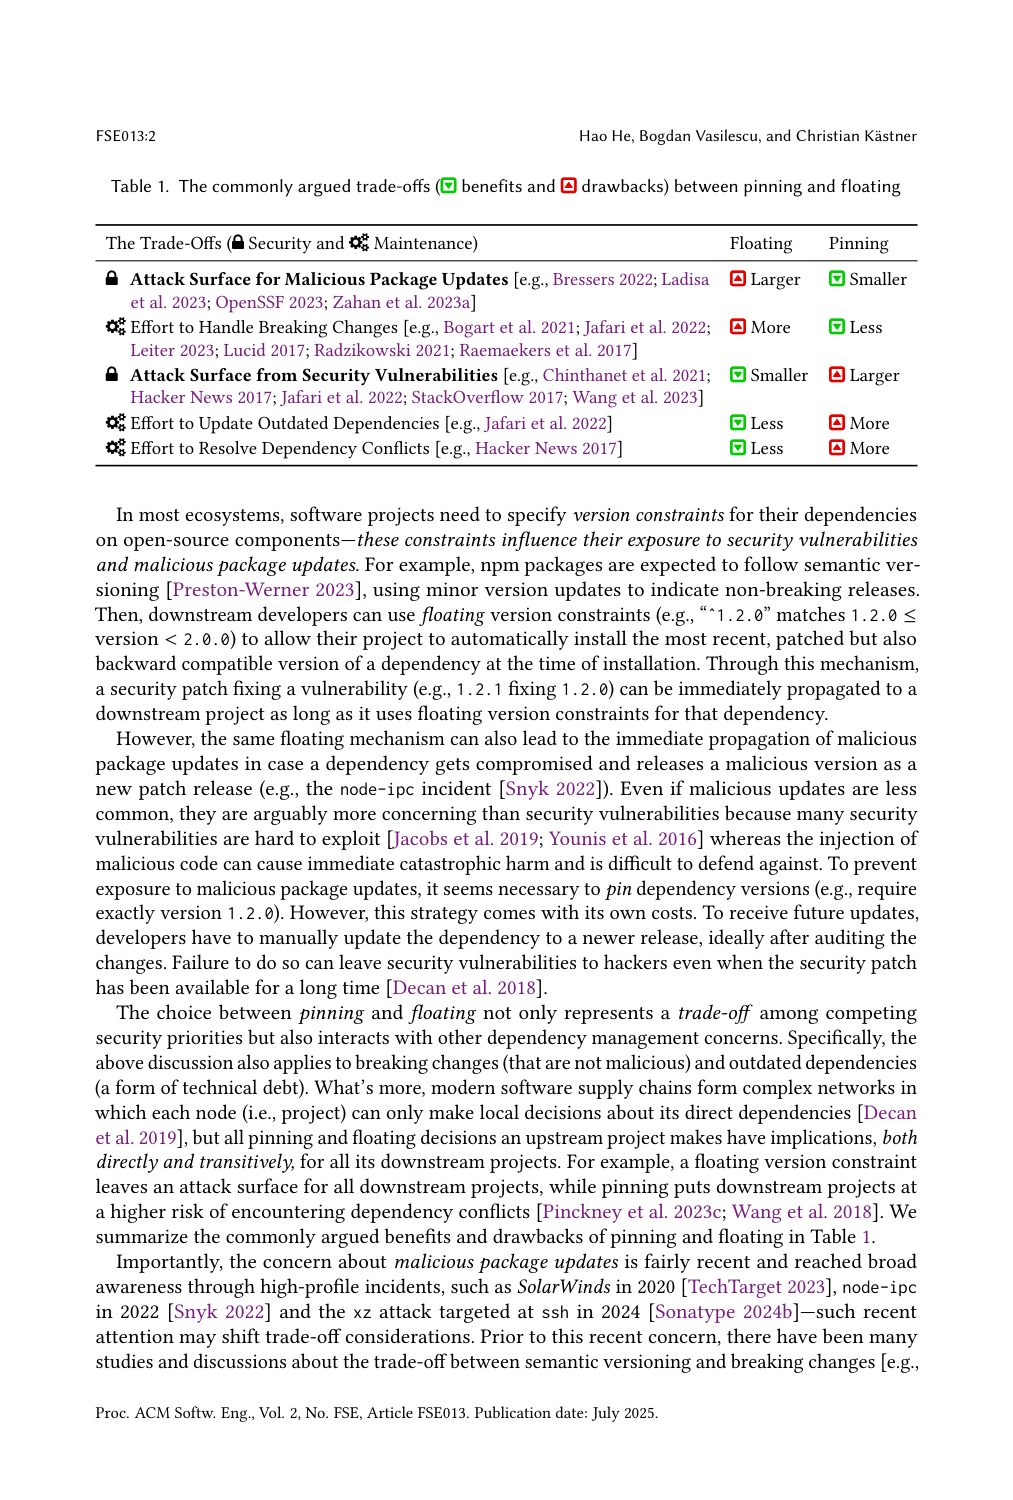 FSE013:2 Hao He, Bogdan Vasilescu, and Christian Kästner
Table 1. The commonly argued trade-offs (benefits and drawbacks) between pinning and floating
The Trade-Offs (Security and Maintenance) Floating Pinning
Attack Surface for Malicious Package Updates [e.g., Bressers 2022; Ladisa Larger Smaller
et al. 2023; OpenSSF 2023; Zahan et al. 2023a]
Effort to Handle Breaking Changes [e.g., Bogart et al. 2021; Jafari et al. 2022; More Less
Leiter 2023; Lucid 2017; Radzikowski 2021; Raemaekers et al. 2017]
Attack Surface from Security Vulnerabilities [e.g., Chinthanet et al. 2021; Smaller Larger
Hacker News 2017; Jafari et al. 2022; StackOverflow 2017; Wang et al. 2023]
Effort to Update Outdated Dependencies [e.g., Jafari et al. 2022] Less More
Effort to Resolve Dependency Conflicts [e.g., Hacker News 2017] Less More
In most ecosystems, software projects need to specify version constraints for their dependencies
on open-source components—these constraints influence their exposure to security vulnerabilities
and malicious package updates. For example, npm packages are expected to follow semantic ver-
sioning [Preston-Werner 2023], using minor version updates to indicate non-breaking releases.
Then, downstream developers can use floating version constraints (e.g., “^1.2.0” matches 1.2.0 ≤
version < 2.0.0) to allow their project to automatically install the most recent, patched but also
backward compatible version of a dependency at the time of installation. Through this mechanism,
a security patch fixing a vulnerability (e.g., 1.2.1 fixing 1.2.0) can be immediately propagated to a
downstream project as long as it uses floating version constraints for that dependency.
However, the same floating mechanism can also lead to the immediate propagation of malicious
package updates in case a dependency gets compromised and releases a malicious version as a
new patch release (e.g., the node-ipc incident [Snyk 2022]). Even if malicious updates are less
common, they are arguably more concerning than security vulnerabilities because many security
vulnerabilities are hard to exploit [Jacobs et al. 2019; Younis et al. 2016] whereas the injection of
malicious code can cause immediate catastrophic harm and is difficult to defend against. To prevent
exposure to malicious package updates, it seems necessary to pin dependency versions (e.g., require
exactly version 1.2.0). However, this strategy comes with its own costs. To receive future updates,
developers have to manually update the dependency to a newer release, ideally after auditing the
changes. Failure to do so can leave security vulnerabilities to hackers even when the security patch
has been available for a long time [Decan et al. 2018].
The choice between pinning and floating not only represents a trade-off among competing
security priorities but also interacts with other dependency management concerns. Specifically, the
above discussion also applies to breaking changes (that are not malicious) and outdated dependencies
(a form of technical debt). What's more, modern software supply chains form complex networks in
which each node (i.e., project) can only make local decisions about its direct dependencies [Decan
et al. 2019], but all pinning and floating decisions an upstream project makes have implications, both
directly and transitively, for all its downstream projects. For example, a floating version constraint
leaves an attack surface for all downstream projects, while pinning puts downstream projects at
a higher risk of encountering dependency conflicts [Pinckney et al. 2023c; Wang et al. 2018]. We
summarize the commonly argued benefits and drawbacks of pinning and floating in Table 1.
Importantly, the concern about malicious package updates is fairly recent and reached broad
awareness through high-profile incidents, such as SolarWinds in 2020 [TechTarget 2023], node-ipc
in 2022 [Snyk 2022] and the xz attack targeted at ssh in 2024 [Sonatype 2024b]—such recent
attention may shift trade-off considerations. Prior to this recent concern, there have been many
studies and discussions about the trade-off between semantic versioning and breaking changes [e.g.,
Proc. ACM Softw. Eng., Vol. 2, No. FSE, Article FSE013. Publication date: July 2025.